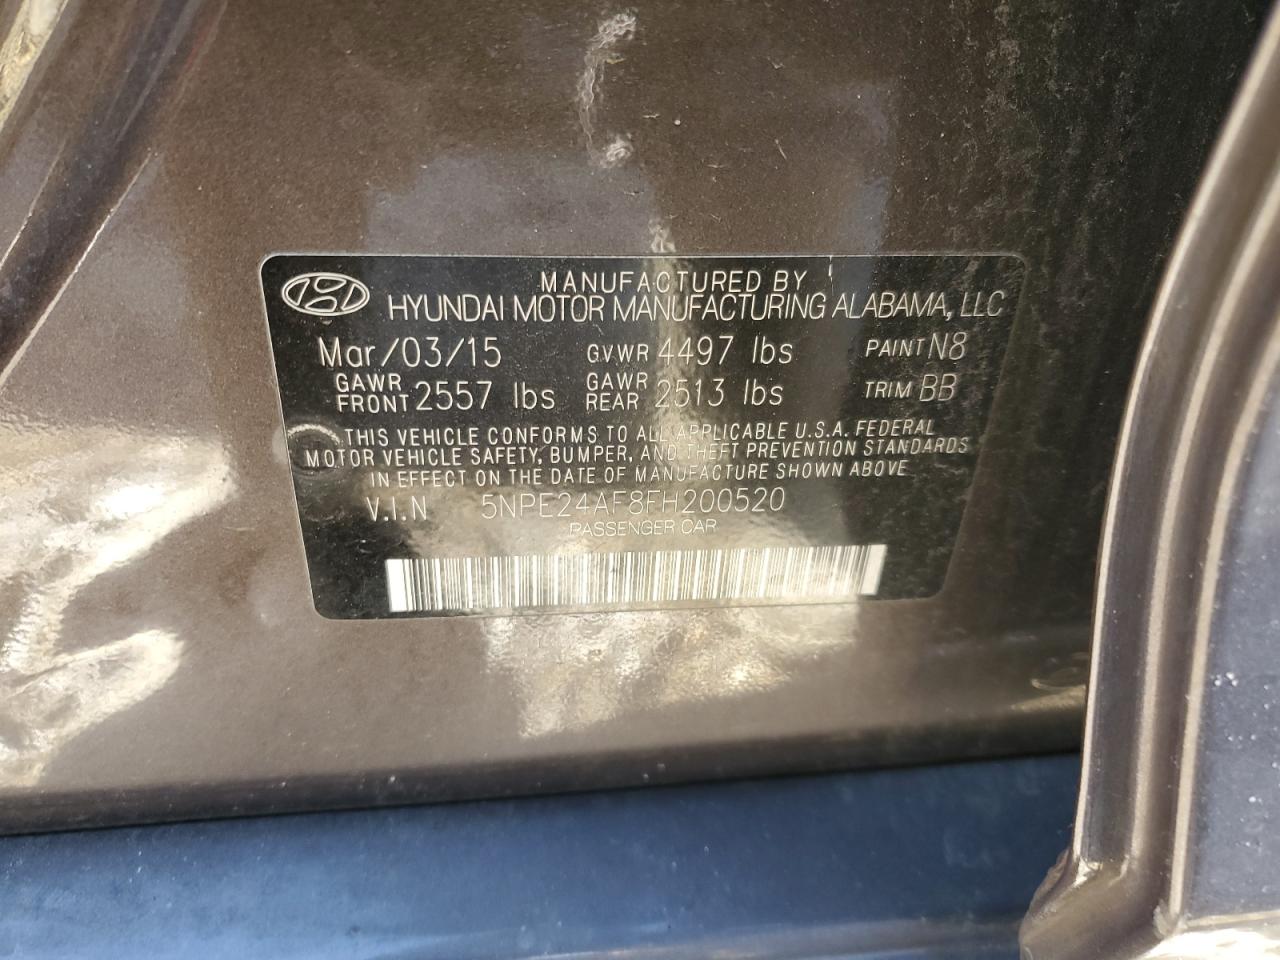 MANUFACTURED BY
HYUNDAI MOTOR MANUFACTURING ALABAMA, LLC
Mar/03/15 GVWR 4497 lbs PAINT N8
GAWR FRONT 2557 lbs GAWR REAR 2513 lbs TRIM BB
THIS VEHICLE CONFORMS TO ALL APPLICABLE U.S.A. FEDERAL
MOTOR VEHICLE SAFETY, BUMPER, AND THEFT PREVENTION STANDARDS
IN EFFECT ON THE DATE OF MANUFACTURE SHOWN ABOVE
V.I.N 5NPE24AF8FH200520
PASSENGER CAR